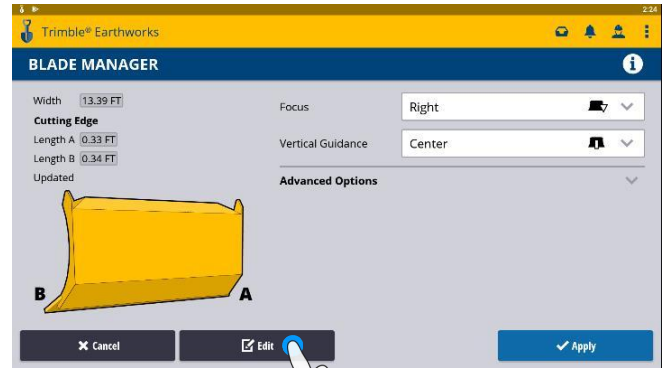 2:24
Trimble® Earthworks
BLADE MANAGER
Width 13.39 FT
Cutting Edge
Length A 0.33 FT
Length B 0.34 FT
Updated
B
A
Focus Right
Vertical Guidance Center
Advanced Options
Cancel
Edit
Apply